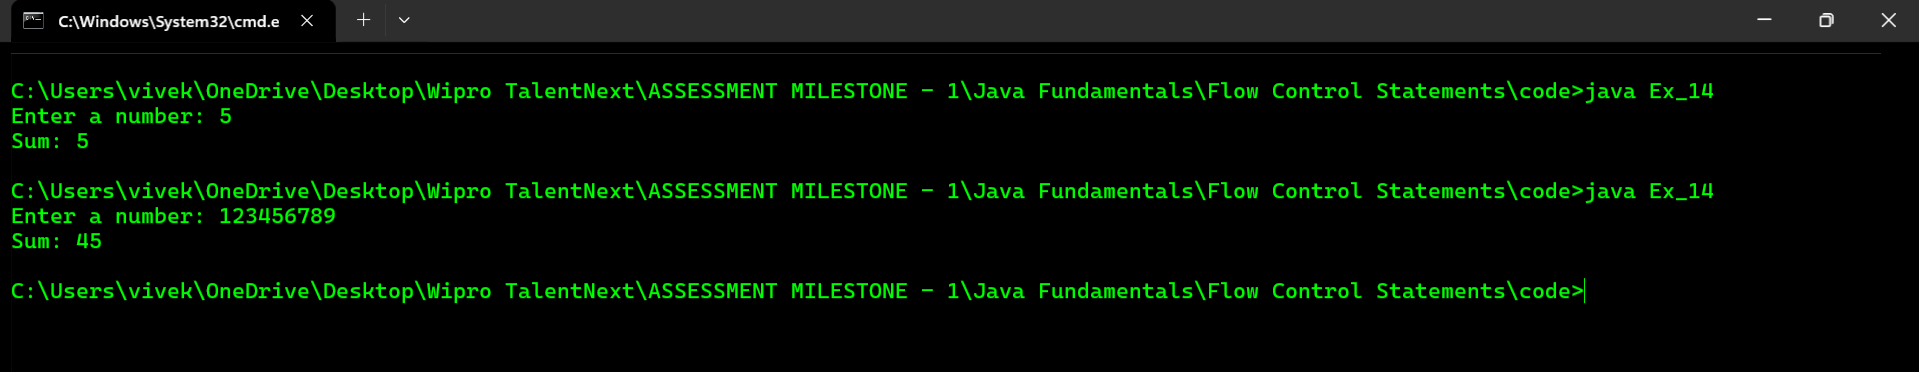 C:\Windows\System32\cmd.e
C:\Users\vivek\OneDrive\Desktop\Wipro TalentNext\ASSESSMENT MILESTONE - 1\Java Fundamentals\Flow Control Statements\code>java Ex_14
Enter a number: 5
Sum: 5
C:\Users\vivek\OneDrive\Desktop\Wipro TalentNext\ASSESSMENT MILESTONE - 1\Java Fundamentals\Flow Control Statements\code>java Ex_14
Enter a number: 123456789
Sum: 45
C:\Users\vivek\OneDrive\Desktop\Wipro TalentNext\ASSESSMENT MILESTONE - 1\Java Fundamentals\Flow Control Statements\code>